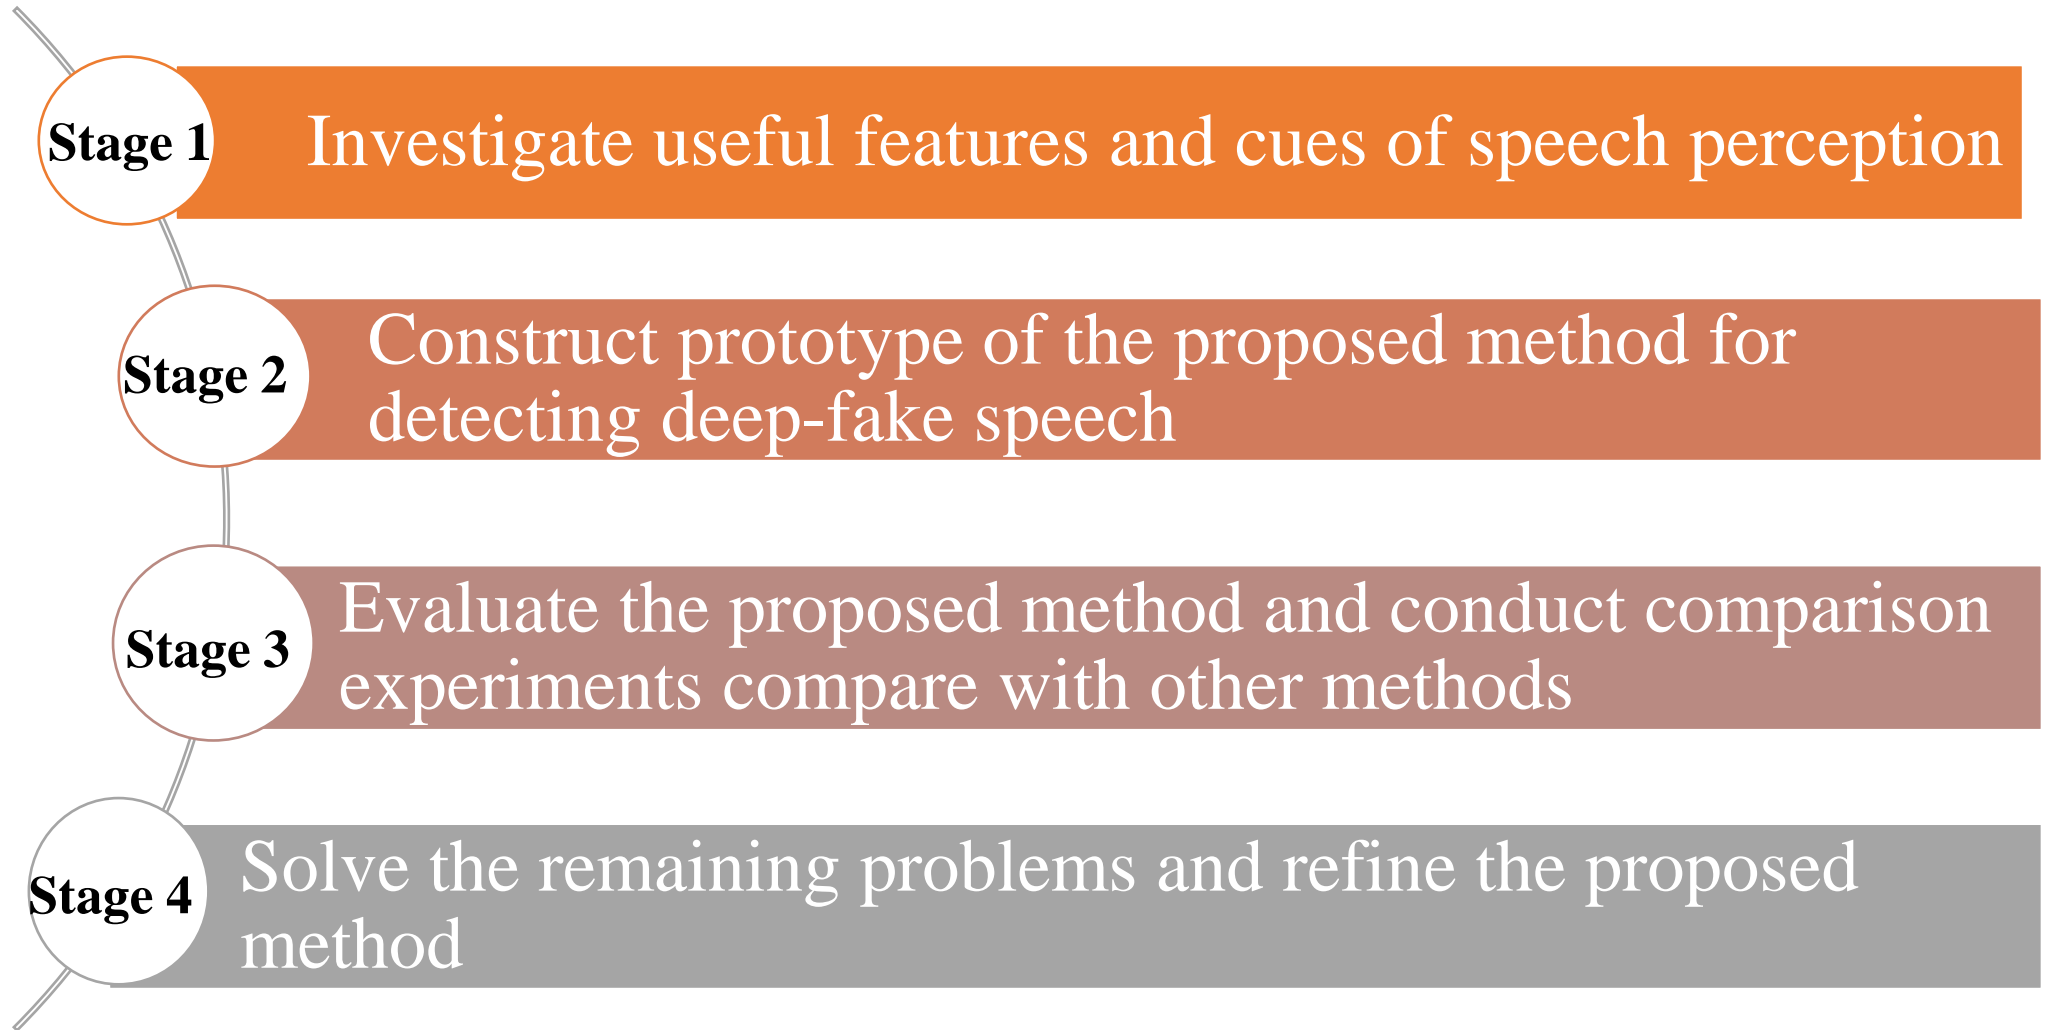 Stage 1
Investigate useful features and cues of speech perception
Stage 2
Construct prototype of the proposed method for
detecting deep-fake speech
Stage 3
Evaluate the proposed method and conduct comparison
experiments compare with other methods
Stage 4
Solve the remaining problems and refine the proposed
method